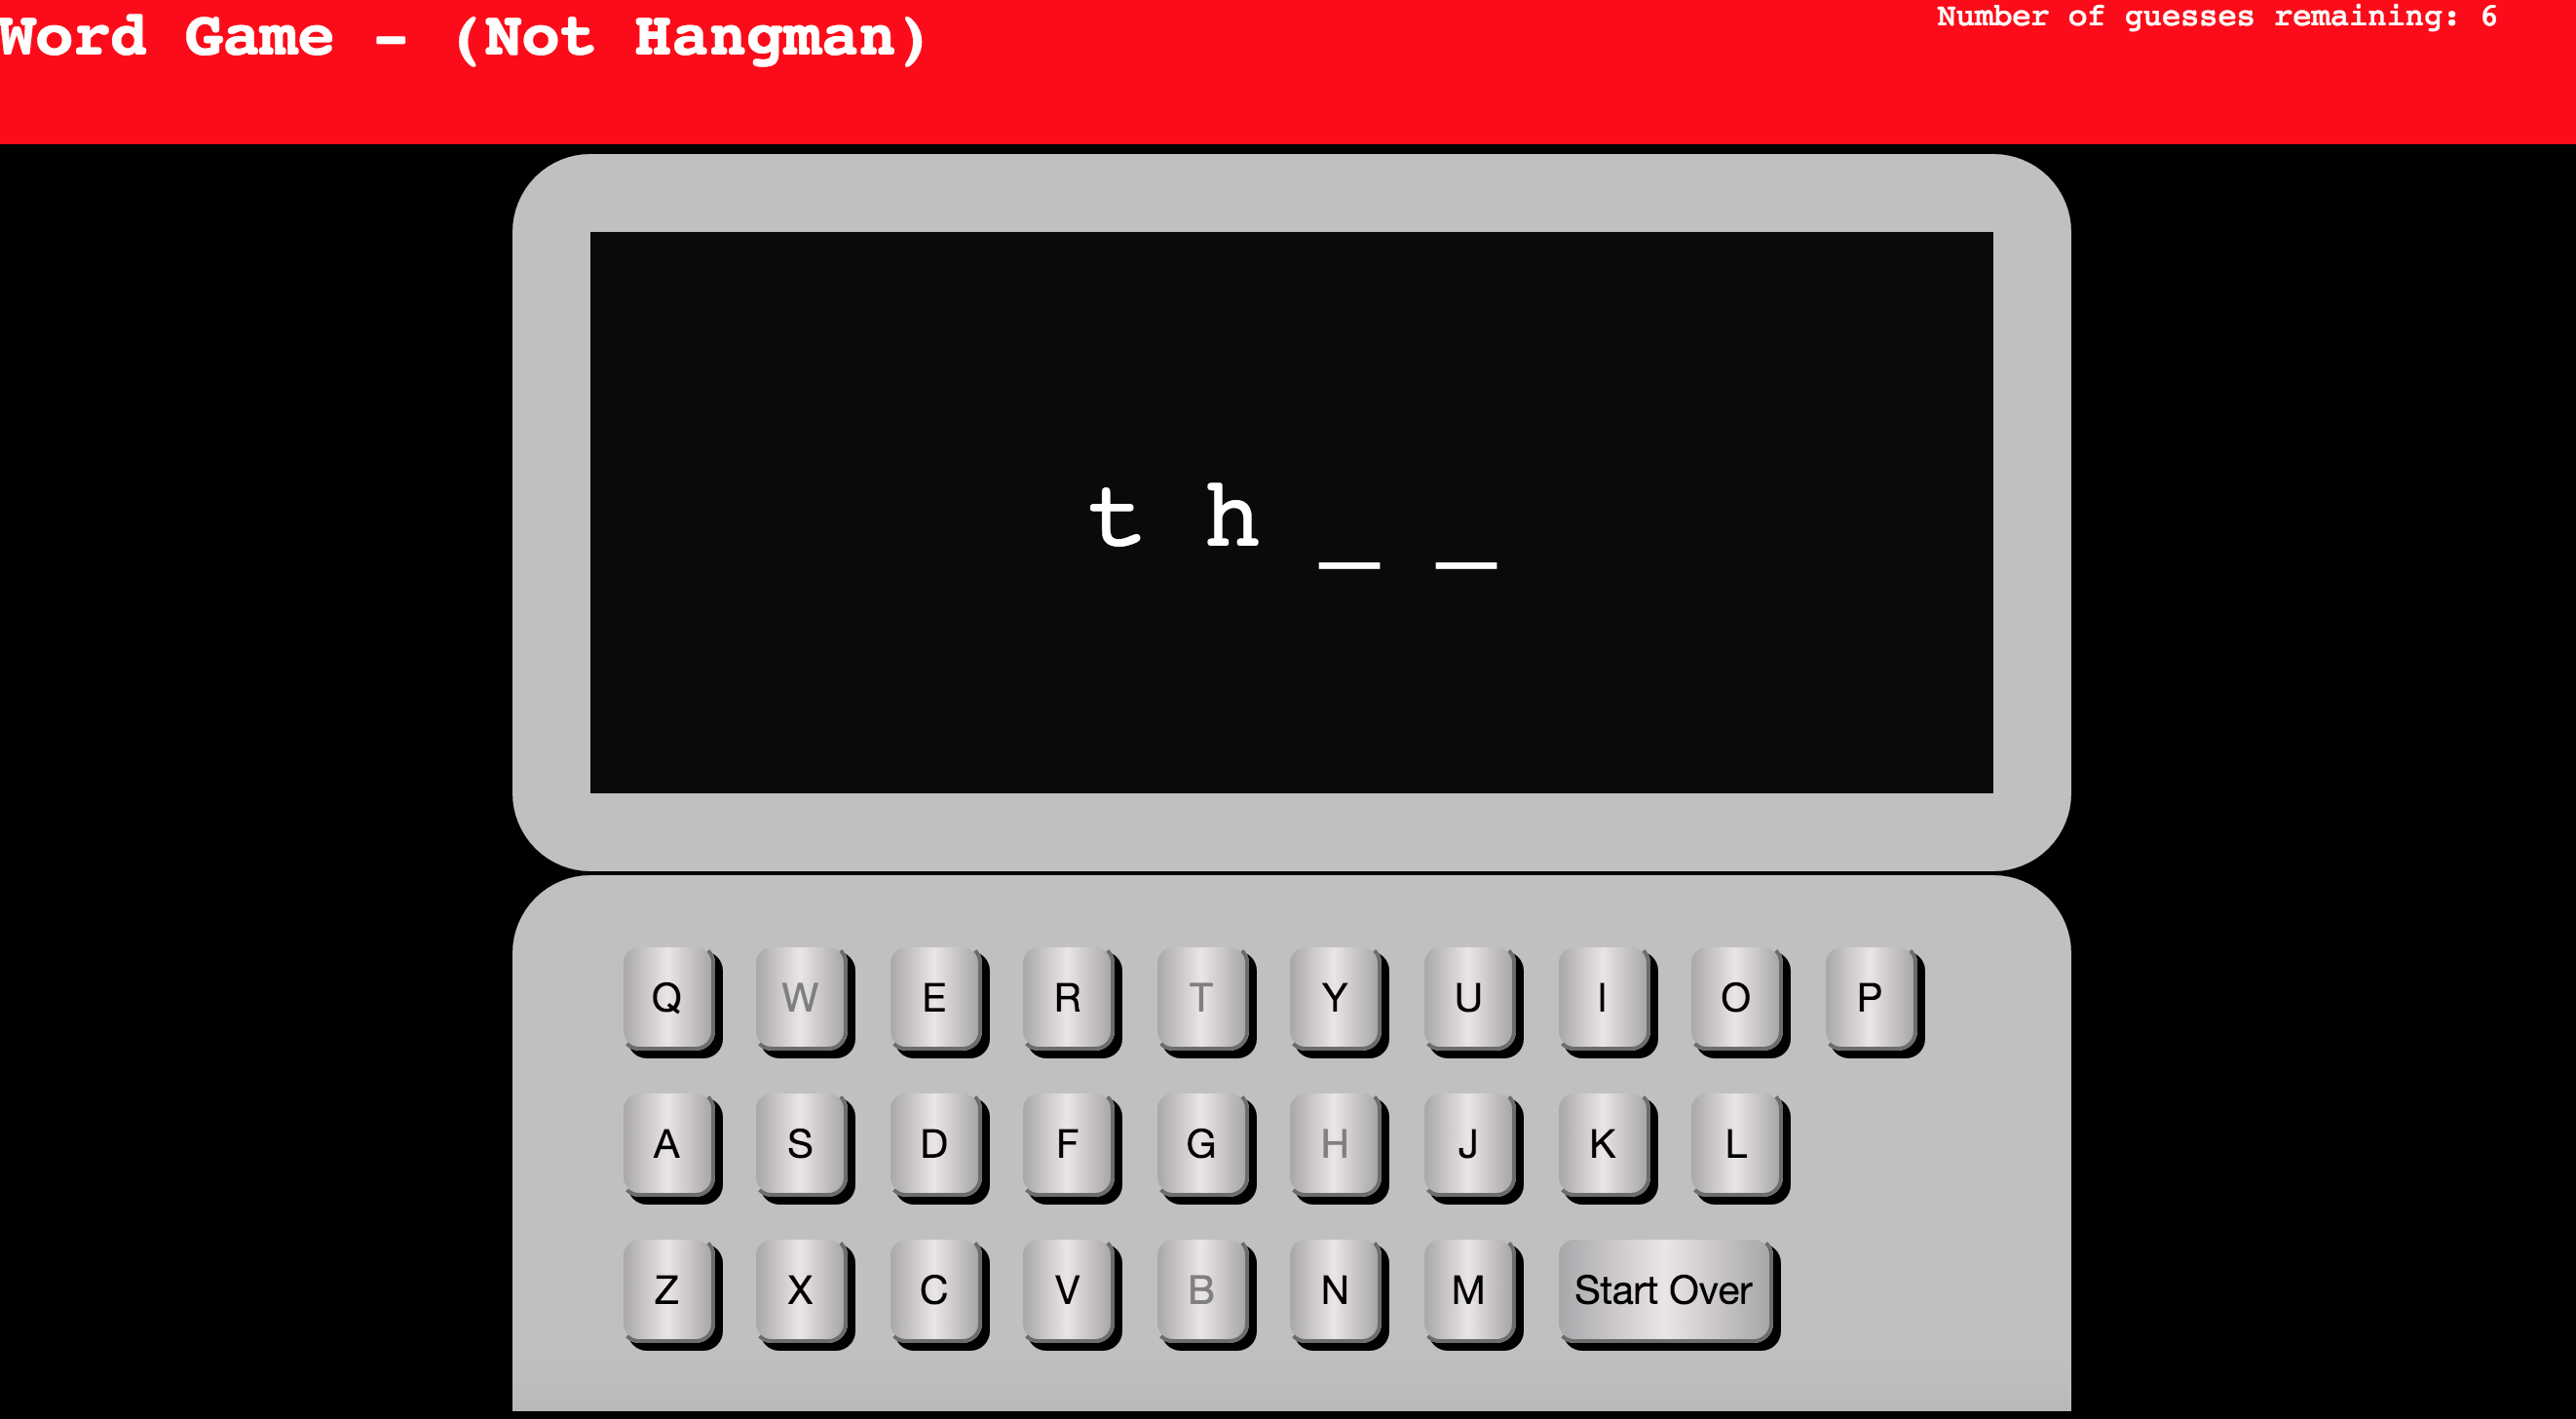 Word Game - (Not Hangman)
Number of guesses remaining: 6
t h _ _
Q W E R T Y U I O P
A S D F G H J K L
Z X C V B N M Start Over